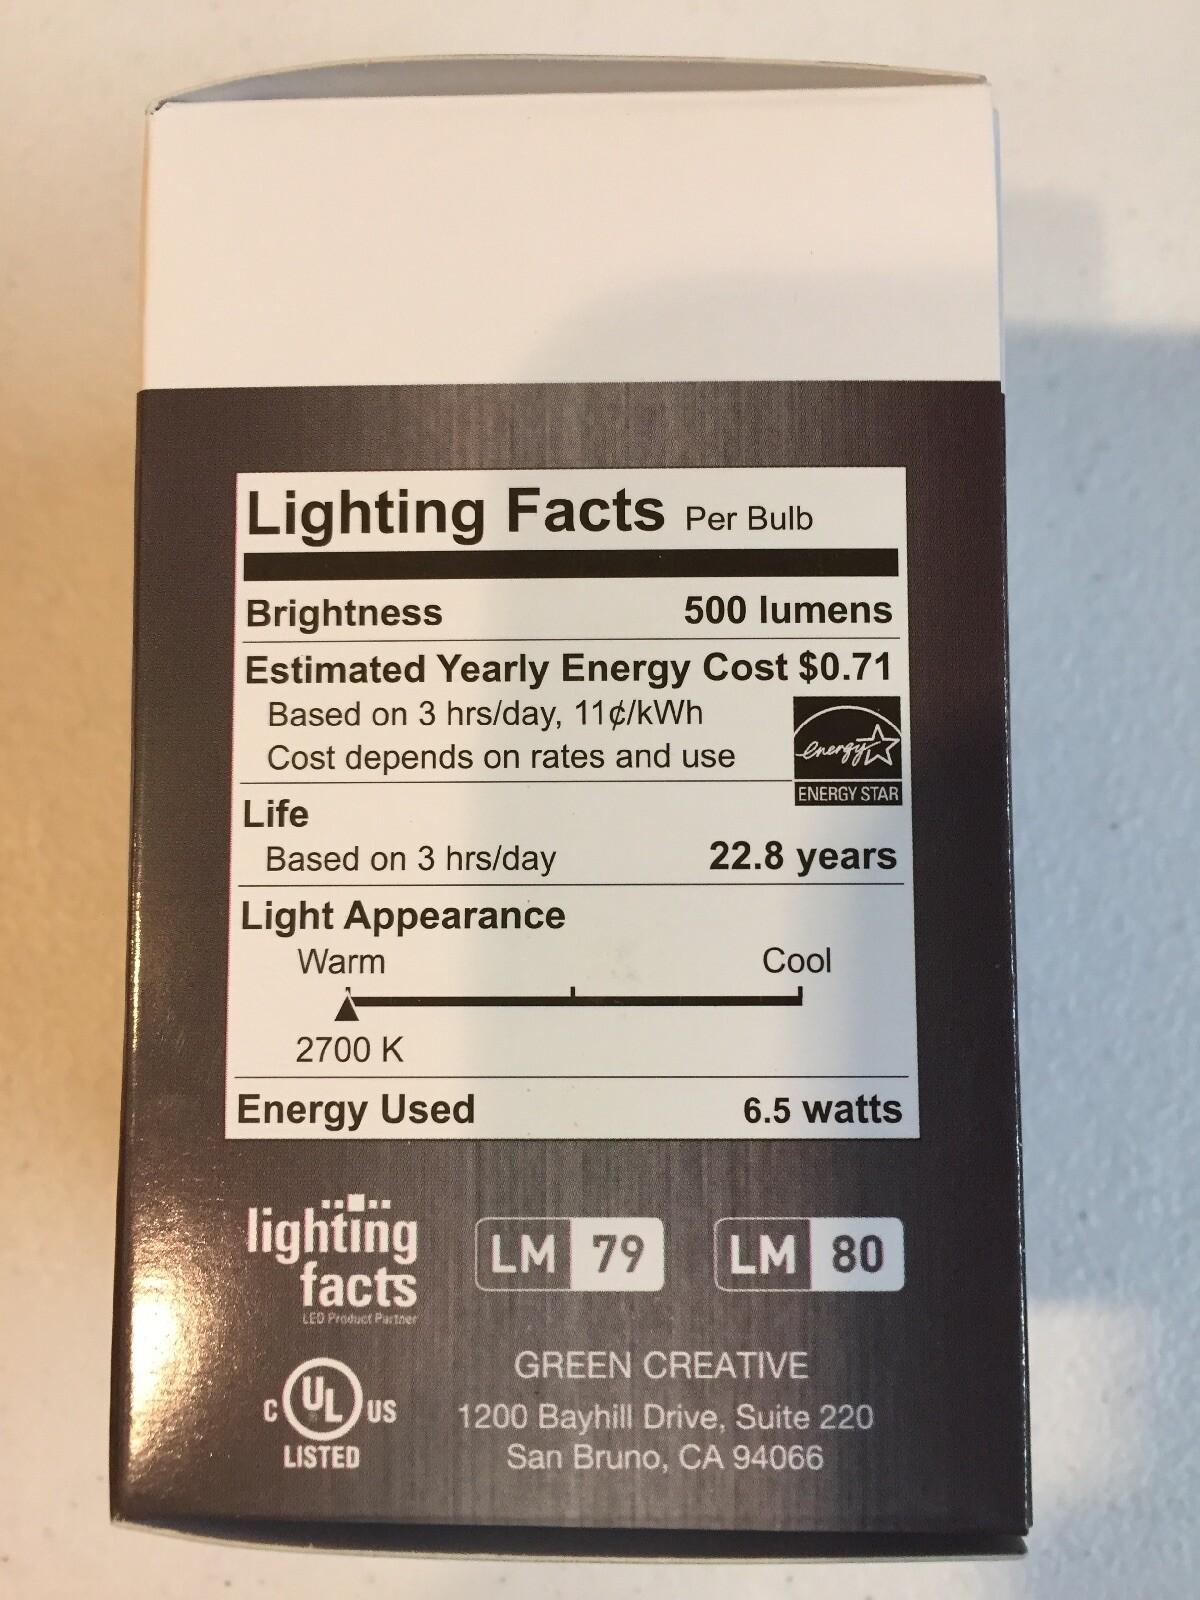 Lighting Facts Per Bulb
Brightness 500 lumens
Estimated Yearly Energy Cost $0.71
Based on 3 hrs/day, 11¢/kWh
Cost depends on rates and use
energy
ENERGY STAR
Life
Based on 3 hrs/day 22.8 years
Light Appearance
Warm Cool
2700 K
Energy Used 6.5 watts
lighting
facts
LED Product Partner
LM 79 LM 80
C UL US
LISTED
GREEN CREATIVE
1200 Bayhill Drive, Suite 220
San Bruno, CA 94066